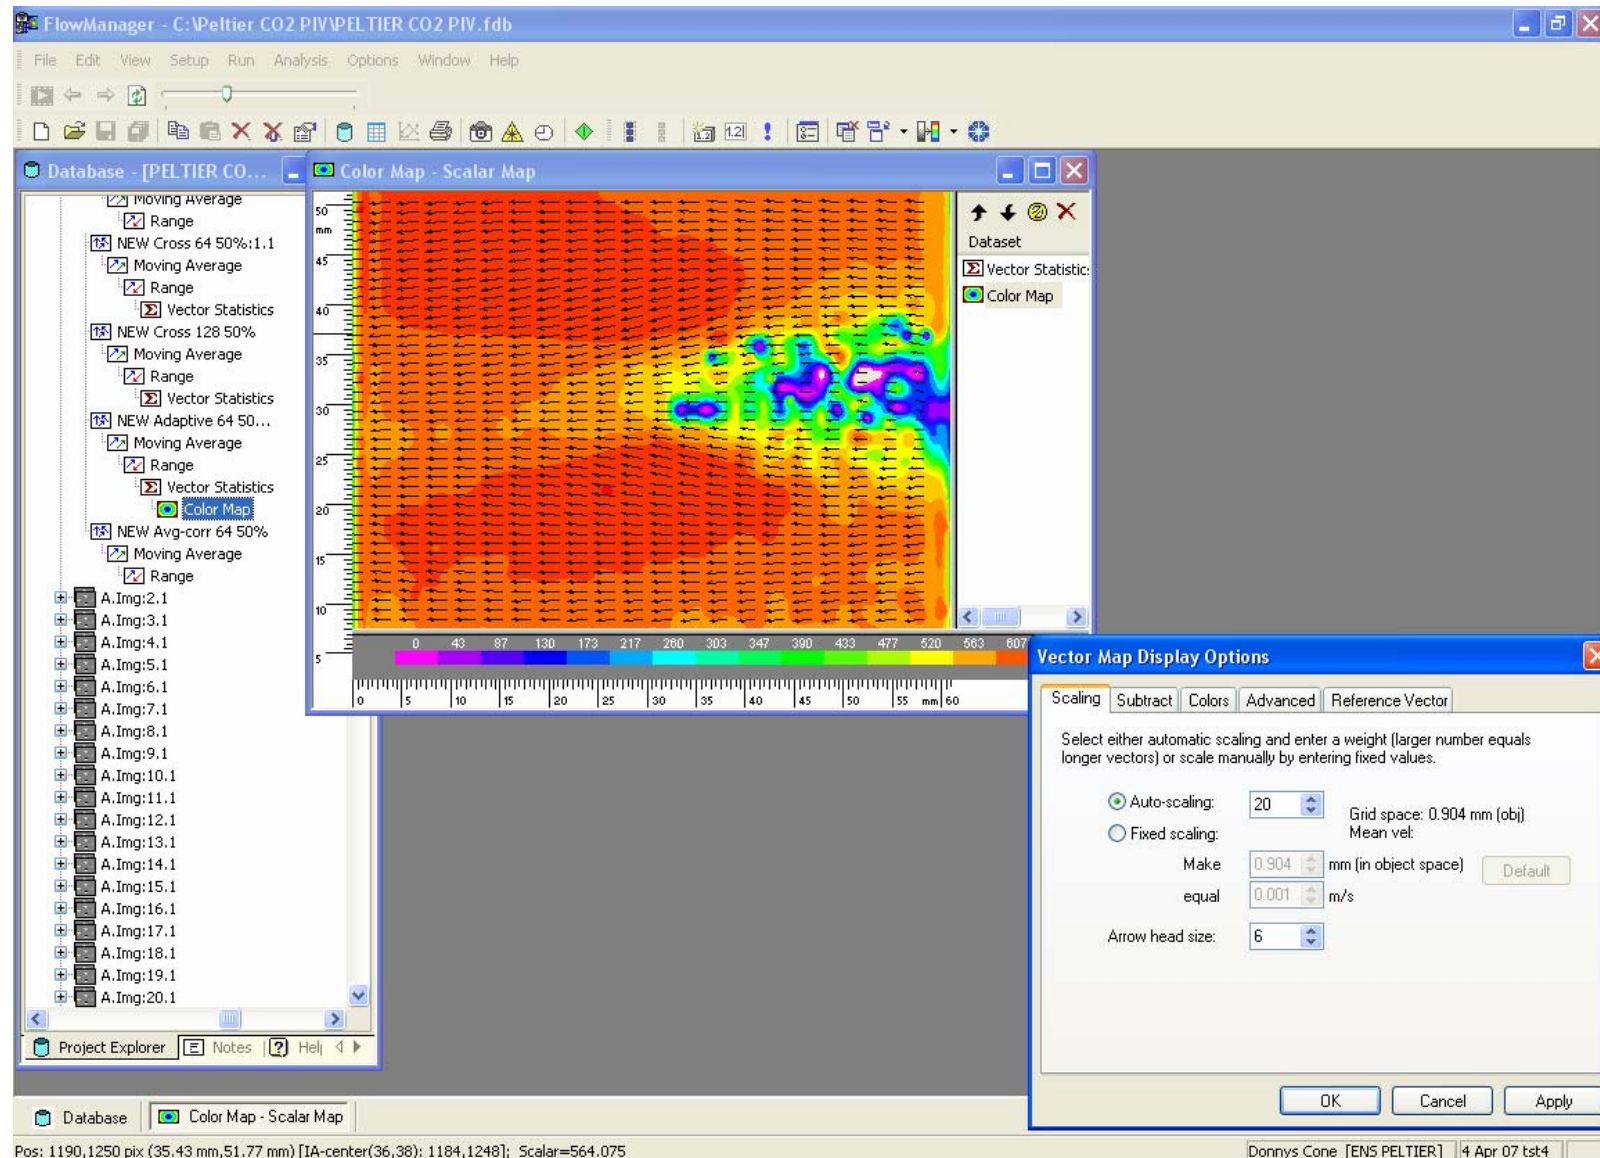 FlowManager - C:\Peltier CO2 PIV\PELTIER CO2 PIV.fdb
File Edit View Setup Run Analysis Options Window Help
Database - [PELTIER CO...
Moving Average
Range
NEW Cross 64 50%:1.1
Moving Average
Range
Vector Statistics
NEW Cross 128 50%
Moving Average
Range
Vector Statistics
NEW Adaptive 64 50...
Moving Average
Range
Vector Statistics
Color Map
NEW Avg-corr 64 50%
Moving Average
Range
A.Img:2.1
A.Img:3.1
A.Img:4.1
A.Img:5.1
A.Img:6.1
A.Img:7.1
A.Img:8.1
A.Img:9.1
A.Img:10.1
A.Img:11.1
A.Img:12.1
A.Img:13.1
A.Img:14.1
A.Img:15.1
A.Img:16.1
A.Img:17.1
A.Img:18.1
A.Img:19.1
A.Img:20.1
Project Explorer Notes Hel
Color Map - Scalar Map
50
mm
45
40
35
30
25
20
15
10
5
Dataset
Vector Statistic
Color Map
0 43 87 130 173 217 260 303 347 390 433 477 520 563 607
0 5 10 15 20 25 30 35 40 45 50 55 mm 60
Vector Map Display Options
Scaling Subtract Colors Advanced Reference Vector
Select either automatic scaling and enter a weight (larger number equals
longer vectors) or scale manually by entering fixed values.
Auto-scaling: 20 Grid space: 0.904 mm (obj)
Fixed scaling: Mean vel:
Make 0.904 mm (in object space) Default
equal 0.001 m/s
Arrow head size: 6
OK Cancel Apply
Database Color Map - Scalar Map
Pos: 1190,1250 pix (35.43 mm,51.77 mm) [IA-center(36,38): 1184,1248]; Scalar=564.075 Donnys Cone [ENS PELTIER] 4 Apr 07 tst4